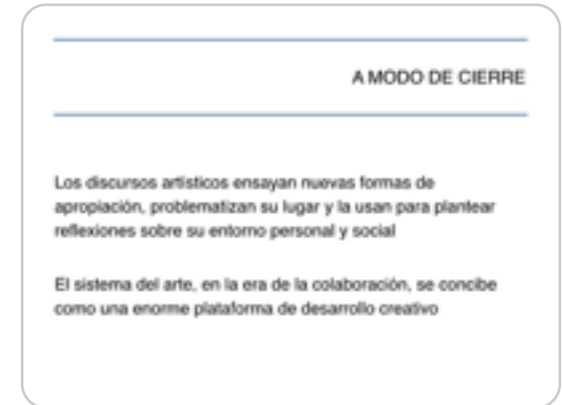 A MODO DE CIERRE
Los discursos artísticos ensayan nuevas formas de
apropiación, problematizan su lugar y la usan para plantear
reflexiones sobre su entorno personal y social
El sistema del arte, en la era de la colaboración, se concibe
como una enorme plataforma de desarrollo creativo